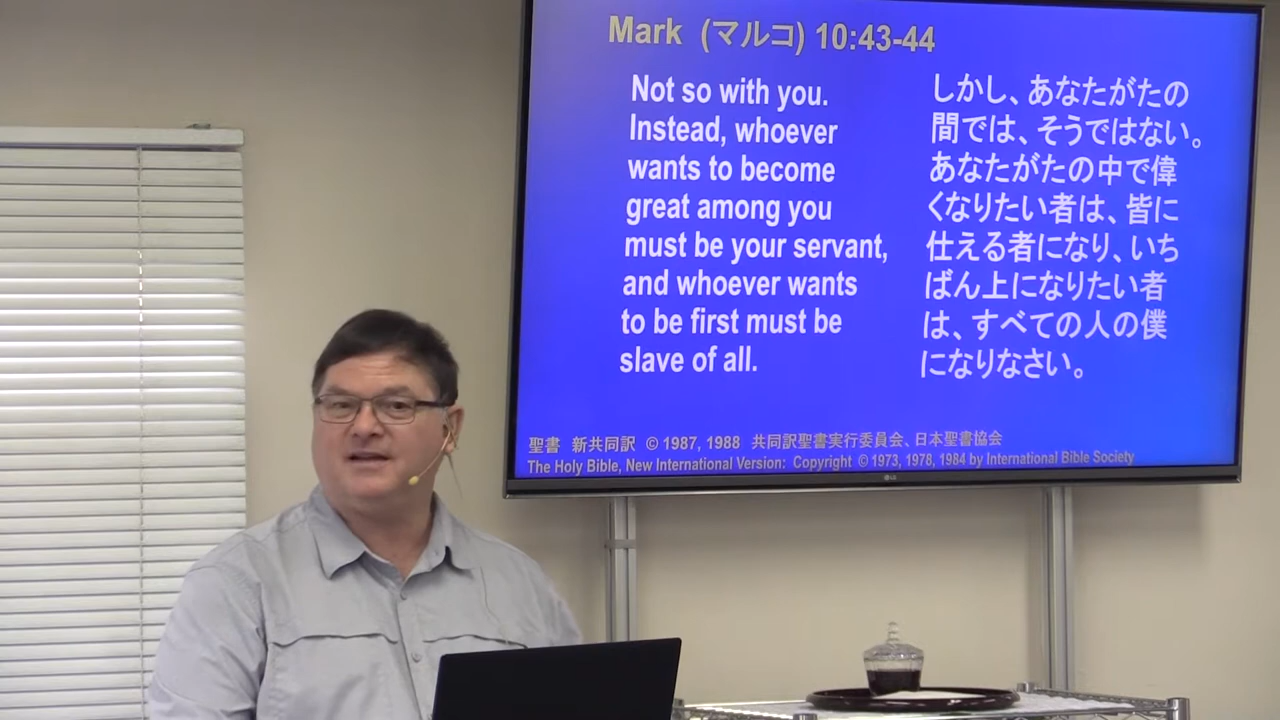 Mark (マルコ) 10:43-44
Not so with you.
Instead, whoever
wants to become
great among you
must be your servant,
and whoever wants
to be first must be
slave of all.
しかし、あなたがたの
間では、そうではない。
あなたがたの中で偉
くなりたい者は、皆に
仕える者になり、いち
ばん上になりたい者
は、すべての人の僕
になりなさい。
聖書 新共同訳 © 1987, 1988 共同訳聖書実行委員会、日本聖書協会
The Holy Bible, New International Version: Copyright © 1973, 1978, 1984 by International Bible Society
LG